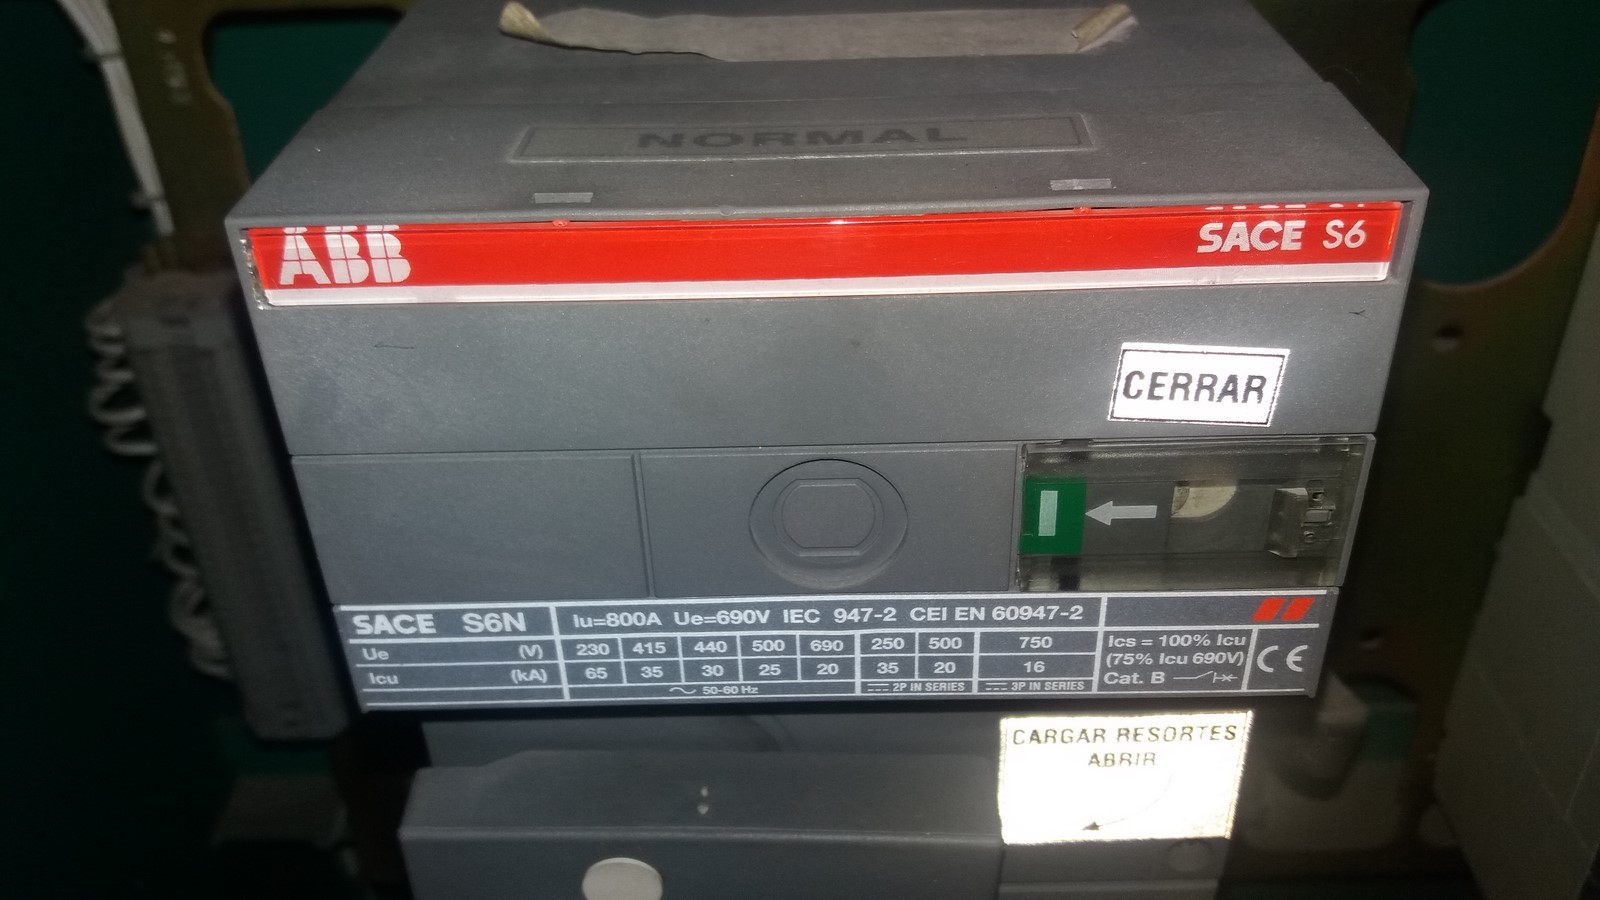 NORMAL
ABB
SACE S6
CERRAR
SACE S6N Iu=800A Ue=690V IEC 947-2 CEI EN 60947-2
Ue (V) 230 415 440 500 690 250 500 750 Ics = 100% Icu
Icu (kA) 65 35 30 25 20 35 20 16 (75% Icu 690V)
50-60 Hz 2P IN SERIES 3P IN SERIES Cat. B CE
CARGAR RESORTES
ABRIR